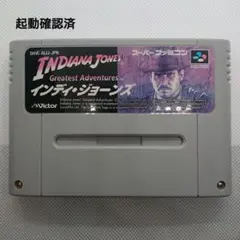 起動確認済
SHVC-AIJJ-JPN
INDIANA JONES
スーパーファミコン
Greatest Adventures
インディ・ジョーンズ
Victor